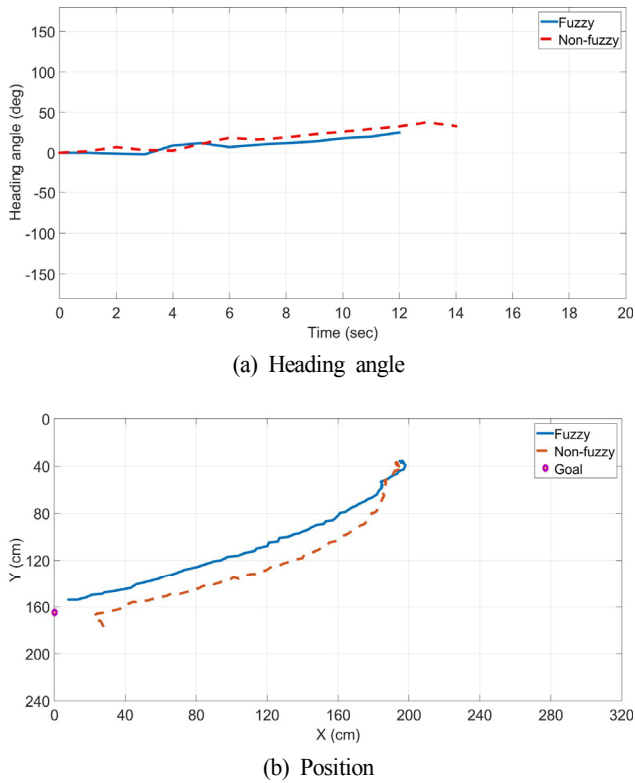 150
100
50
0
-50
-100
-150
Heading angle (deg)
Fuzzy
Non-fuzzy
0 2 4 6 8 10 12 14 16 18 20
Time (sec)
(a) Heading angle
0
40
80
120
160
200
240
Y (cm)
Fuzzy
Non-fuzzy
Goal
0 40 80 120 160 200 240 280 320
X (cm)
(b) Position